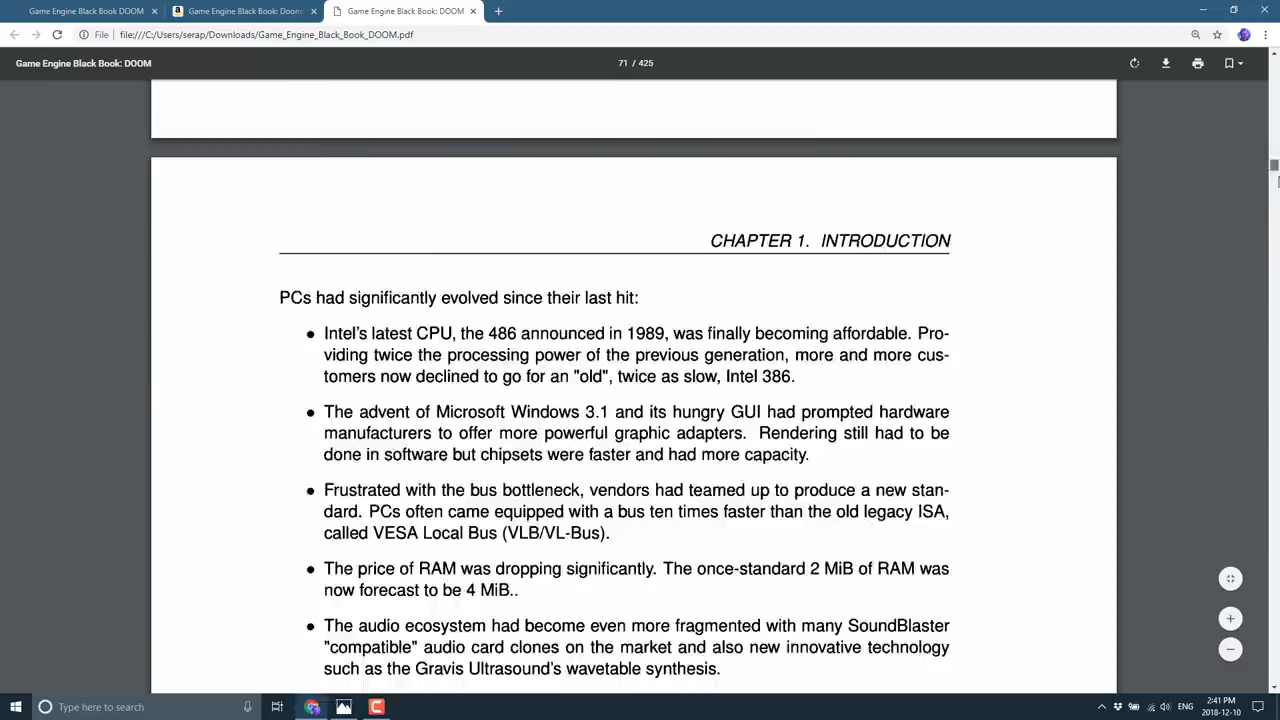 Game Engine Black Book DOOM
Game Engine Black Book: Doom:
Game Engine Black Book: DOOM
File
file:///C:/Users/serap/Downloads/Game_Engine_Black_Book_DOOM.pdf
Game Engine Black Book: DOOM
71 / 425
CHAPTER 1. INTRODUCTION
PCs had significantly evolved since their last hit:
• Intel's latest CPU, the 486 announced in 1989, was finally becoming affordable. Pro-
viding twice the processing power of the previous generation, more and more cus-
tomers now declined to go for an "old", twice as slow, Intel 386.
• The advent of Microsoft Windows 3.1 and its hungry GUI had prompted hardware
manufacturers to offer more powerful graphic adapters. Rendering still had to be
done in software but chipsets were faster and had more capacity.
• Frustrated with the bus bottleneck, vendors had teamed up to produce a new stan-
dard. PCs often came equipped with a bus ten times faster than the old legacy ISA,
called VESA Local Bus (VLB/VL-Bus).
• The price of RAM was dropping significantly. The once-standard 2 MiB of RAM was
now forecast to be 4 MiB..
• The audio ecosystem had become even more fragmented with many SoundBlaster
"compatible" audio card clones on the market and also new innovative technology
such as the Gravis Ultrasound's wavetable synthesis.
Type here to search
ENG
2:41 PM
2018-12-10